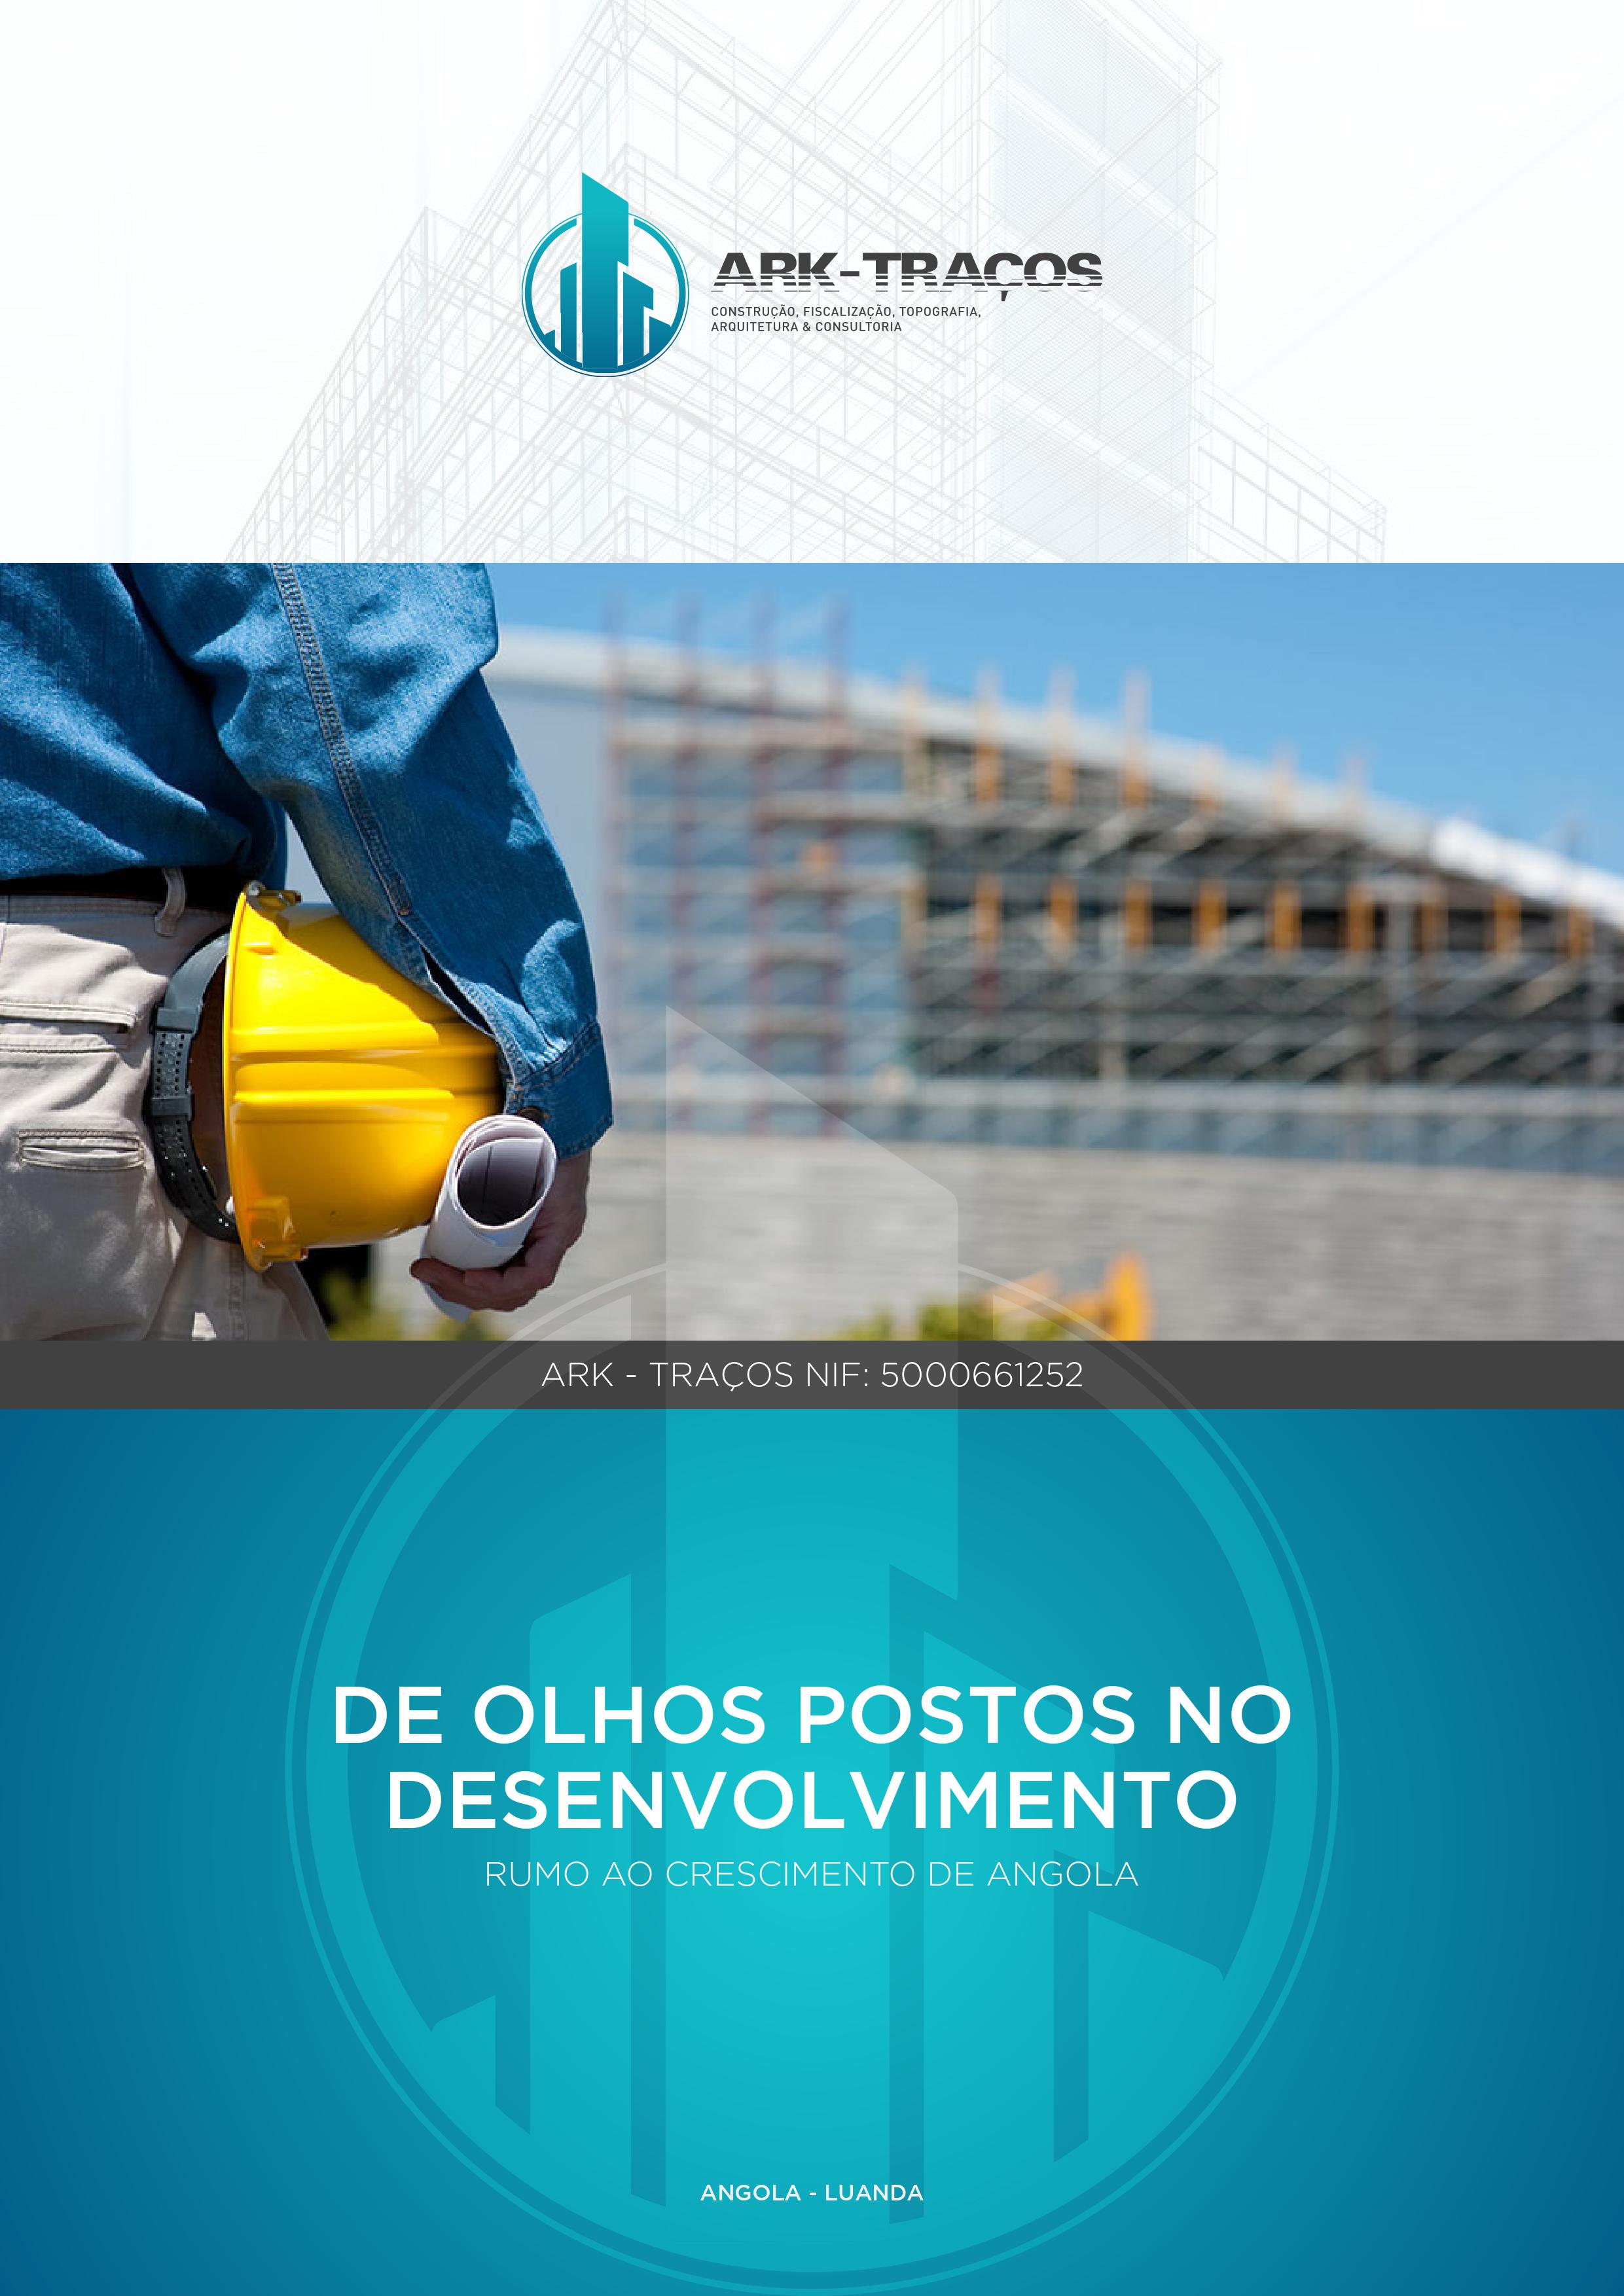 ARK-TRAÇOS
CONSTRUÇÃO, FISCALIZAÇÃO, TOPOGRAFIA,
ARQUITETURA & CONSULTORIA
ARK - TRAÇOS NIF: 5000661252
DE OLHOS POSTOS NO
DESENVOLVIMENTO
RUMO AO CRESCIMENTO DE ANGOLA
ANGOLA - LUANDA